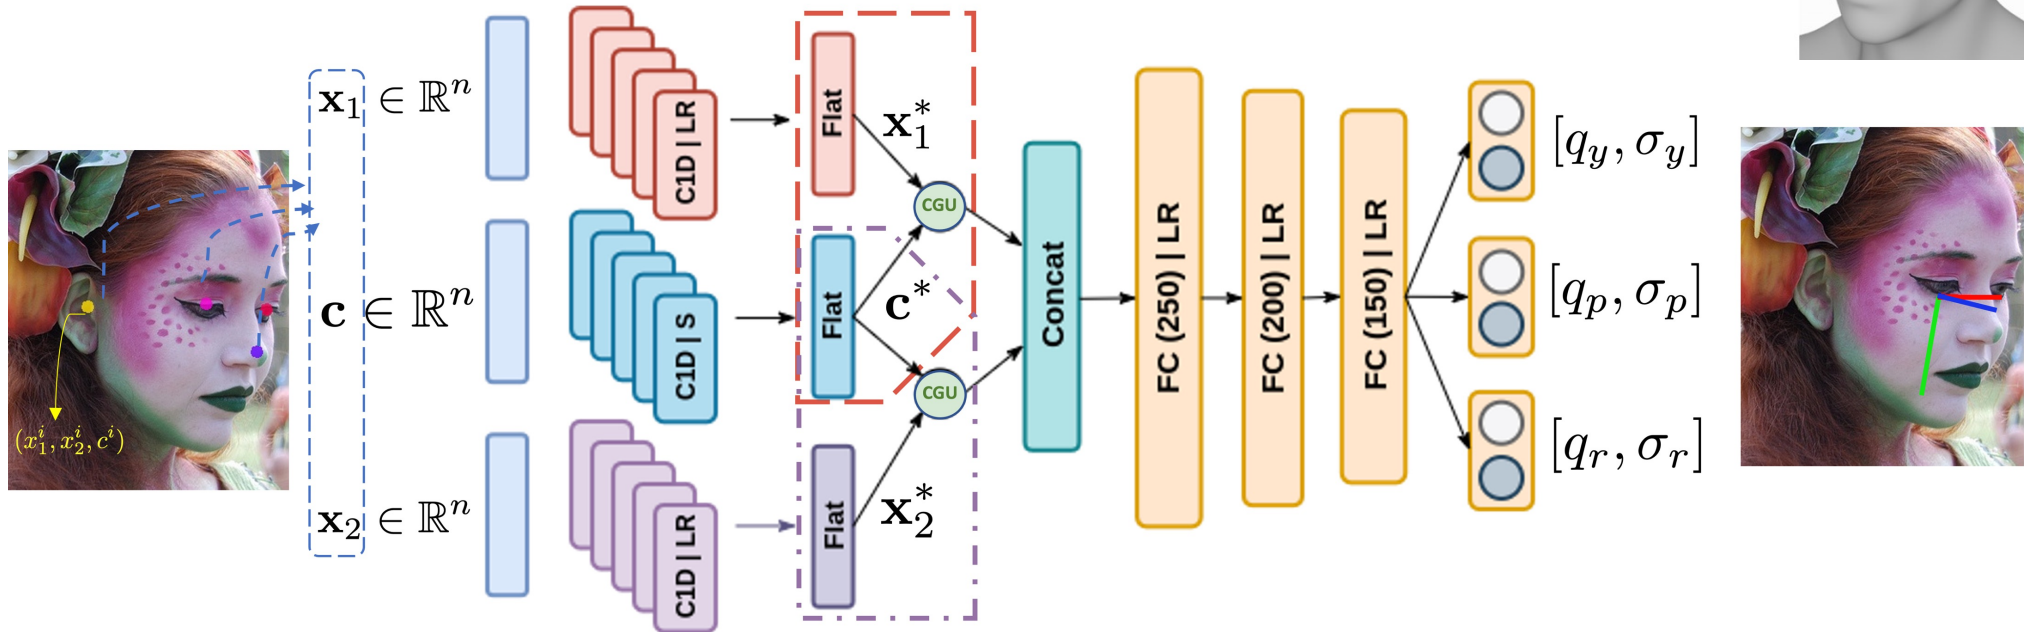 x₁ ∈ ℝⁿ
c ∈ ℝⁿ
x₂ ∈ ℝⁿ
(x₁ⁱ, x₂ⁱ, cⁱ)
C1D | LR
C1D | S
C1D | LR
Flat
Flat
Flat
x₁*
c*
x₂*
CGU
CGU
Concat
FC (250) | LR
FC (200) | LR
FC (150) | LR
[q_y, σ_y]
[q_p, σ_p]
[q_r, σ_r]